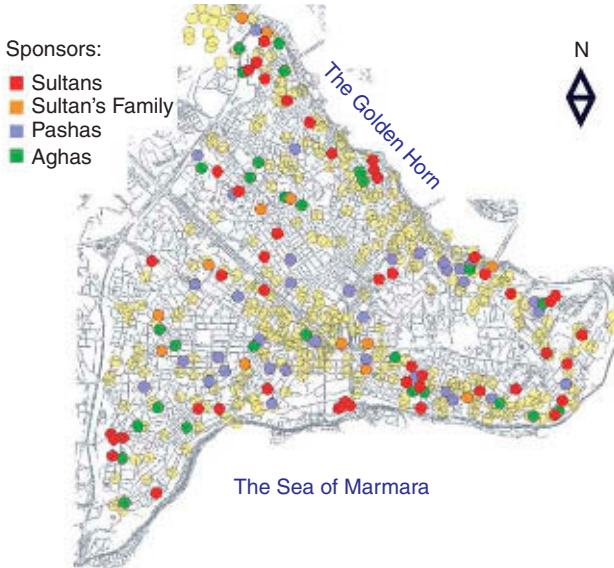 Sponsors:
Sultans
Sultan's Family
Pashas
Aghas
N
The Golden Horn
The Sea of Marmara